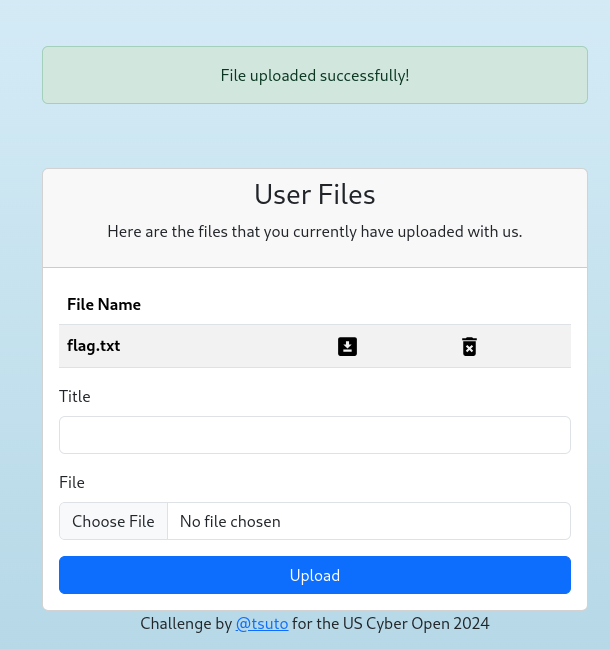 File uploaded successfully!
User Files
Here are the files that you currently have uploaded with us.
File Name
flag.txt
Title
File
Choose File No file chosen
Upload
Challenge by @tsuto for the US Cyber Open 2024